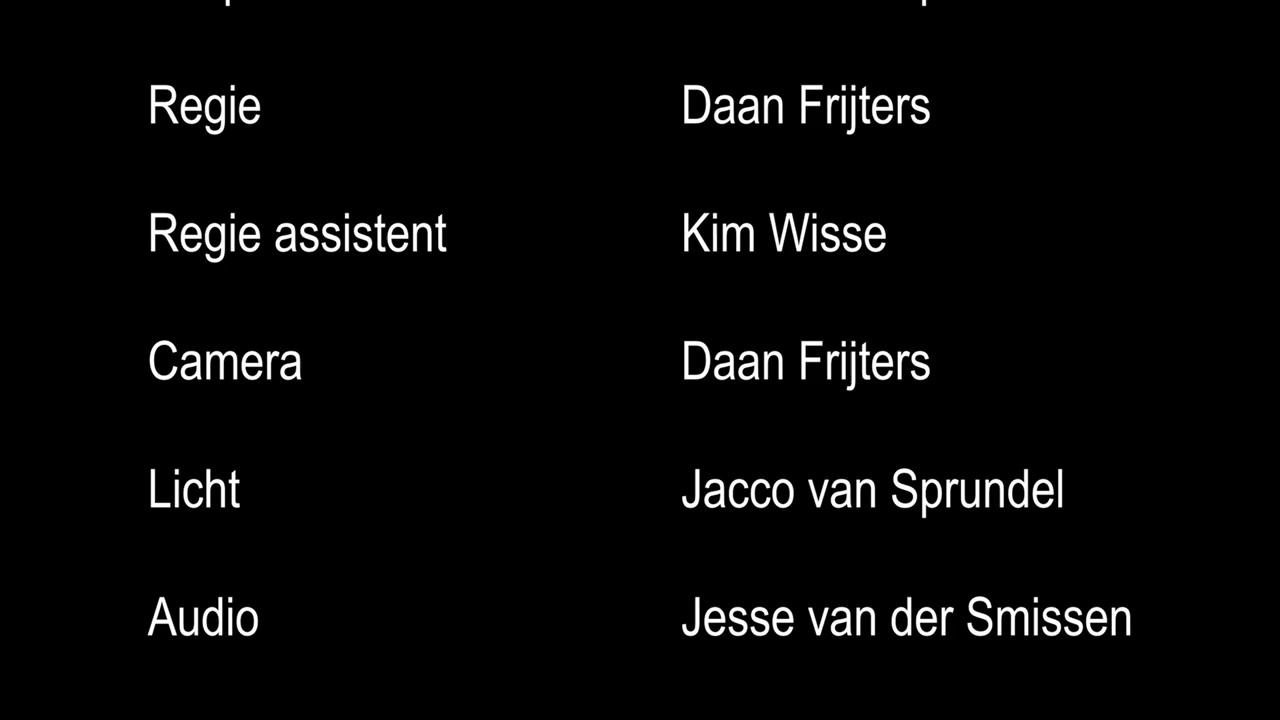 Regie Daan Frijters
Regie assistent Kim Wisse
Camera Daan Frijters
Licht Jacco van Sprundel
Audio Jesse van der Smissen